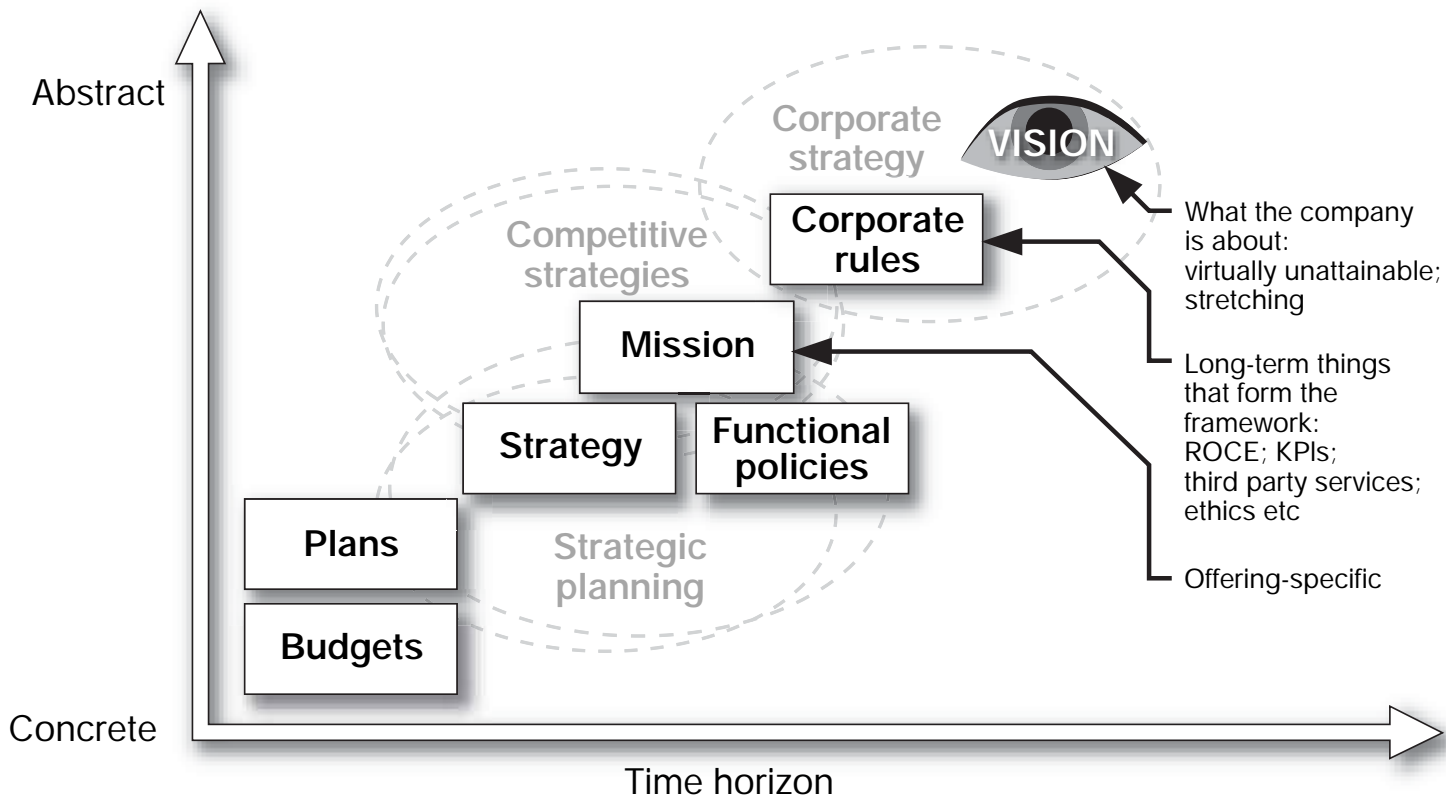 Abstract
Corporate
strategy
VISION
What the company
is about:
virtually unattainable;
stretching
Corporate
rules
Competitive
strategies
Mission
Long-term things
that form the
framework:
ROCE; KPIs;
third party services;
ethics etc
Strategy
Functional
policies
Plans
Strategic
planning
Offering-specific
Budgets
Concrete
Time horizon